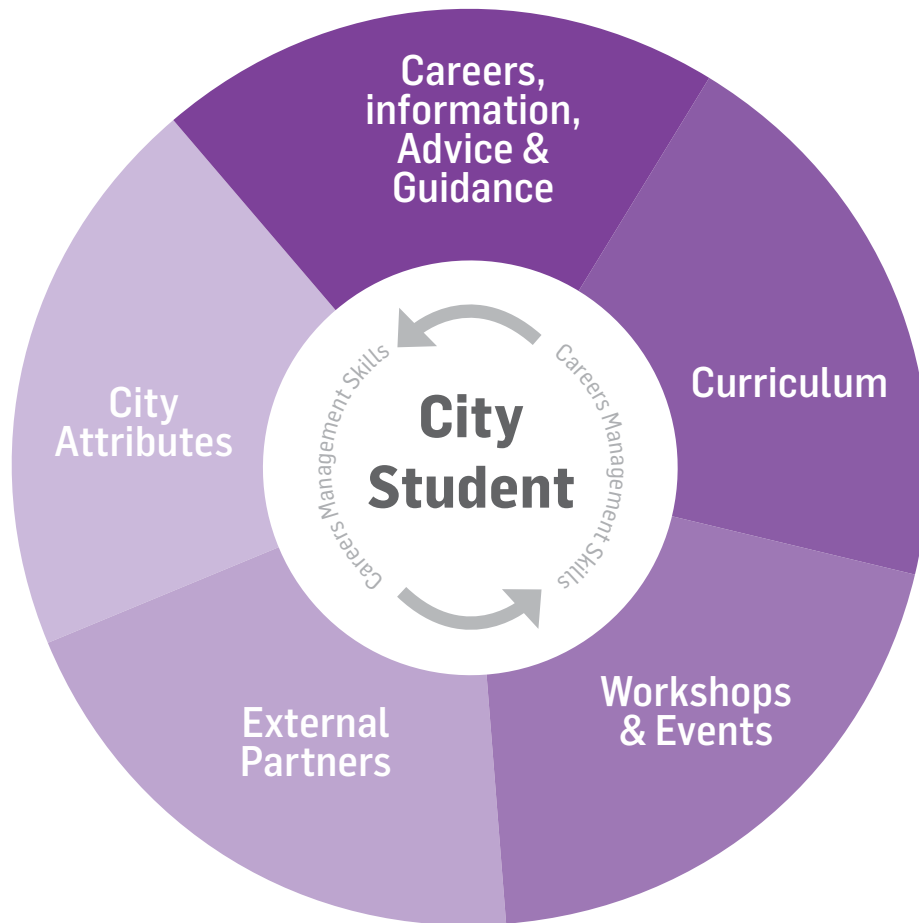 Careers,
information,
Advice &
Guidance
Curriculum
Workshops
& Events
External
Partners
City
Attributes
Careers Management Skills
Careers Management Skills
City
Student